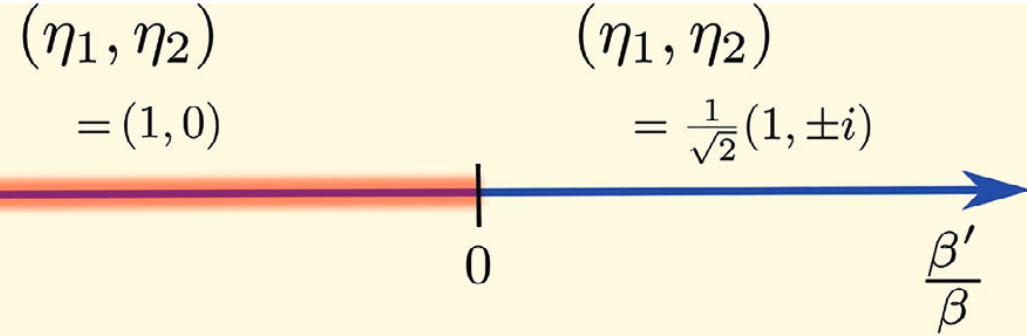 (η₁, η₂)
= (1, 0)
(η₁, η₂)
= 1/√2 (1, ±i)
0
β′/β